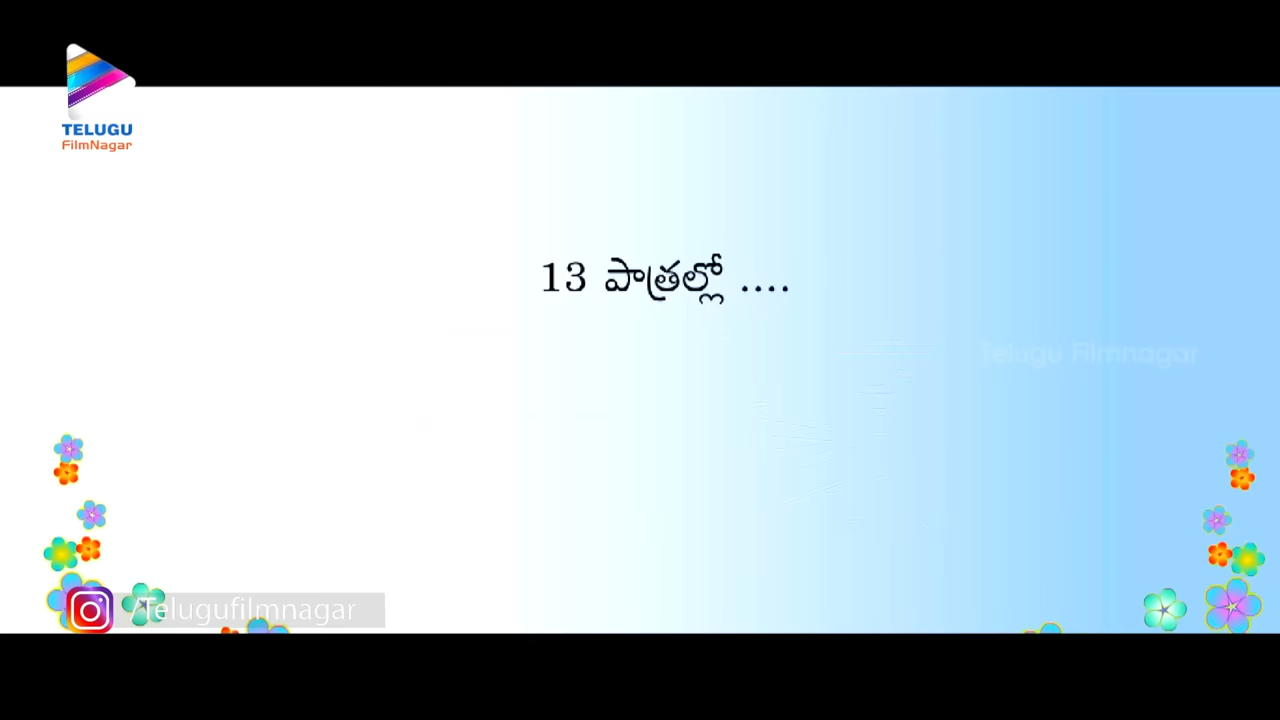 TELUGU
FilmNagar
13 పాత్రల్లో ....
Telugu Filmnagar
/Telugufilmnagar